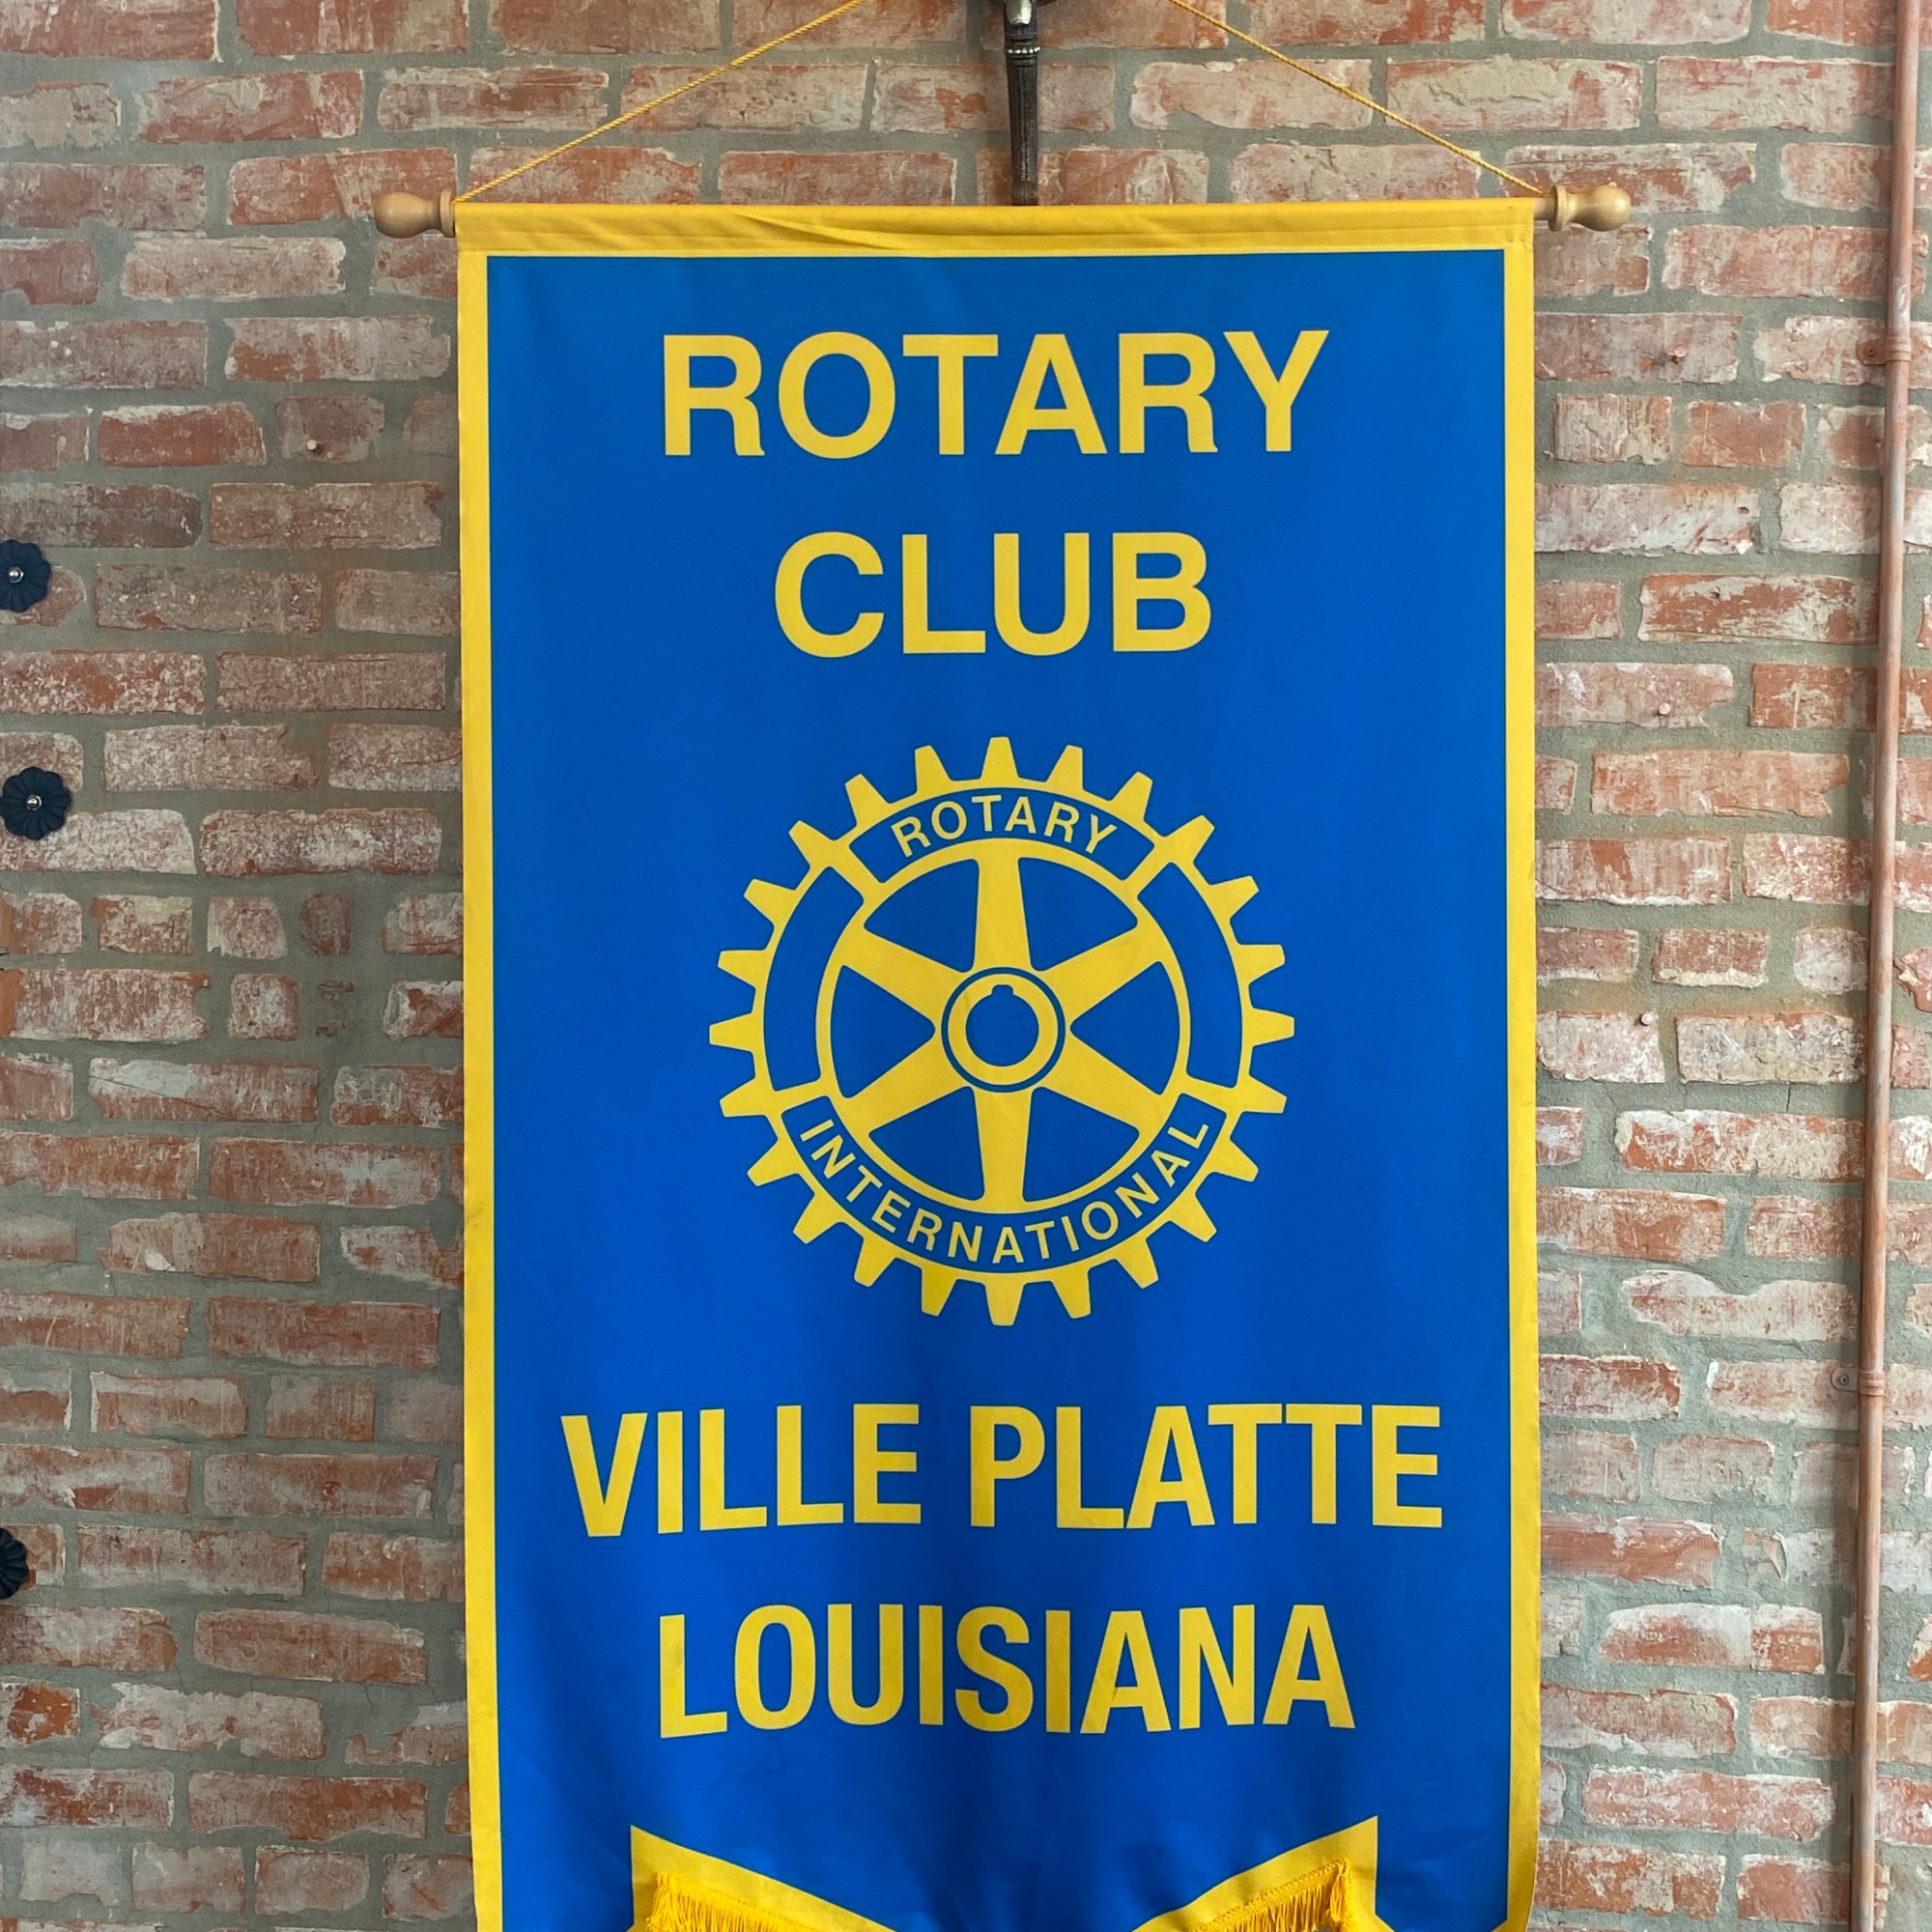 ROTARY
CLUB
ROTARY
INTERNATIONAL
VILLE PLATTE
LOUISIANA